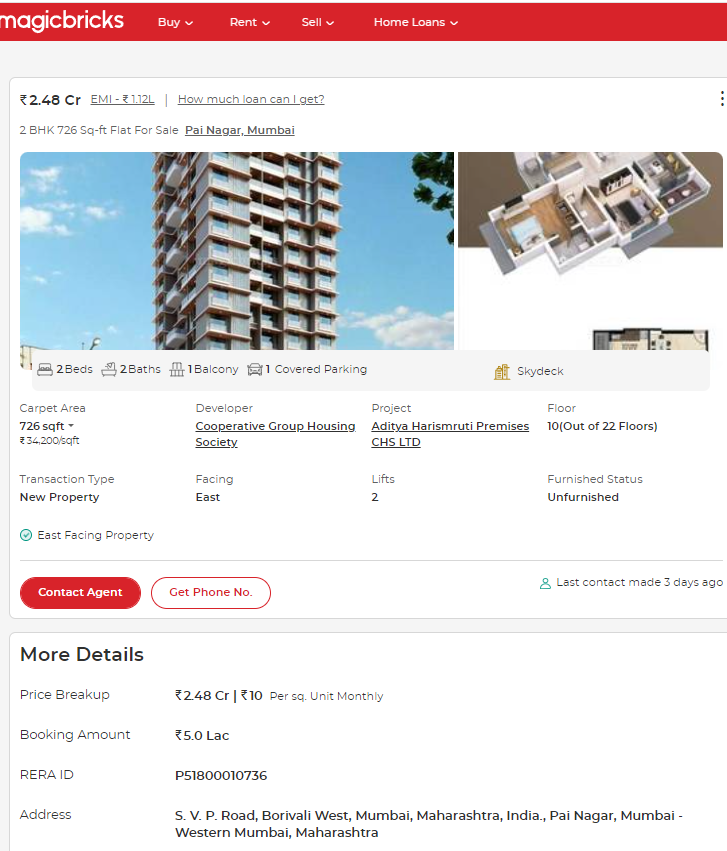 magicbricks Buy Rent Sell Home Loans
₹2.48 Cr EMI - ₹1.12L | How much loan can I get?
2 BHK 726 Sq-ft Flat For Sale Pai Nagar, Mumbai
2 Beds 2 Baths 1 Balcony 1 Covered Parking Skydeck
Carpet Area Developer Project Floor
726 sqft Cooperative Group Housing Aditya Harismruti Premises 10(Out of 22 Floors)
₹34,200/sqft Society CHS LTD
Transaction Type Facing Lifts Furnished Status
New Property East 2 Unfurnished
East Facing Property
Contact Agent Get Phone No. Last contact made 3 days ago
More Details
Price Breakup ₹2.48 Cr | ₹10 Per sq. Unit Monthly
Booking Amount ₹5.0 Lac
RERA ID P51800010736
Address S. V. P. Road, Borivali West, Mumbai, Maharashtra, India., Pai Nagar, Mumbai -
Western Mumbai, Maharashtra